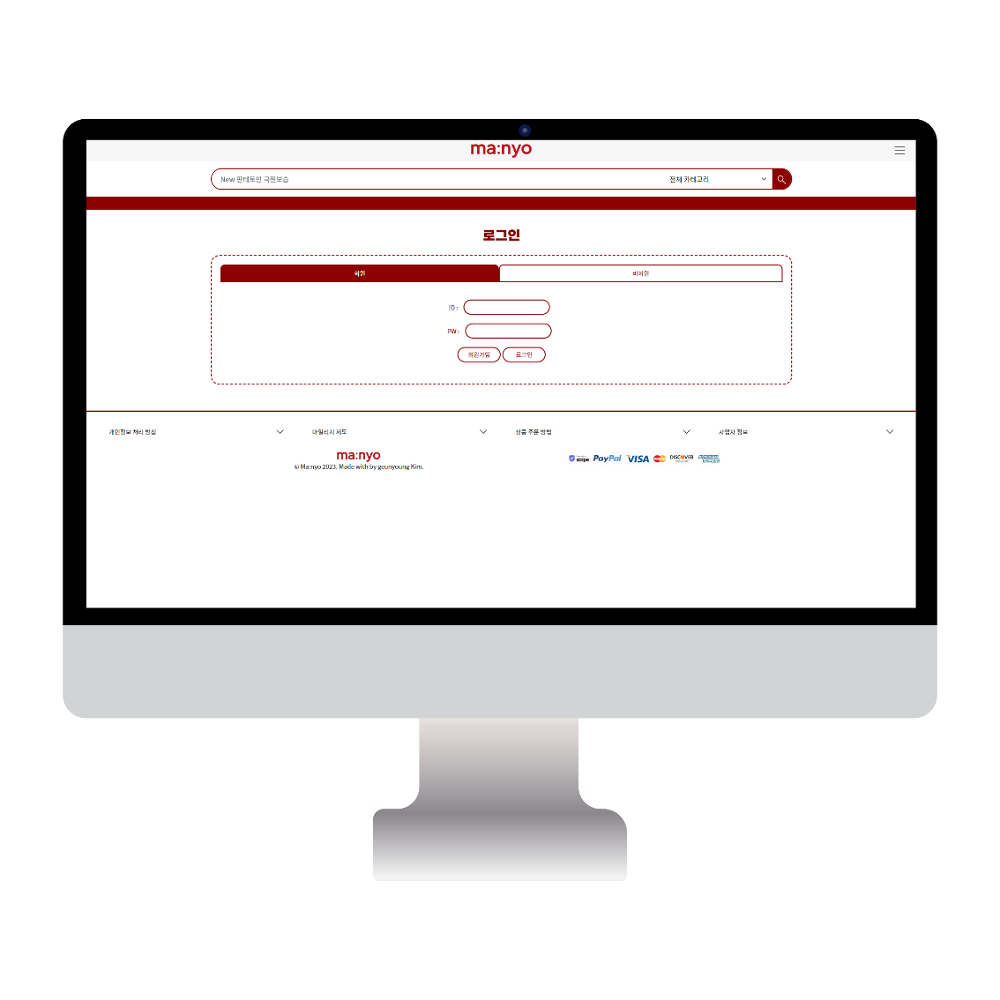 ma:nyo
New 판테토인 극찐보습 전체 카테고리
로그인
회원 비회원
ID :
PW :
회원가입 로그인
개인정보 처리 방침 마일리지 제도 상품 주문 방법 사업자 정보
ma:nyo
© Ma:nyo 2023. Made with by geunyoung Kim.
stripe PayPal VISA DISCOVER